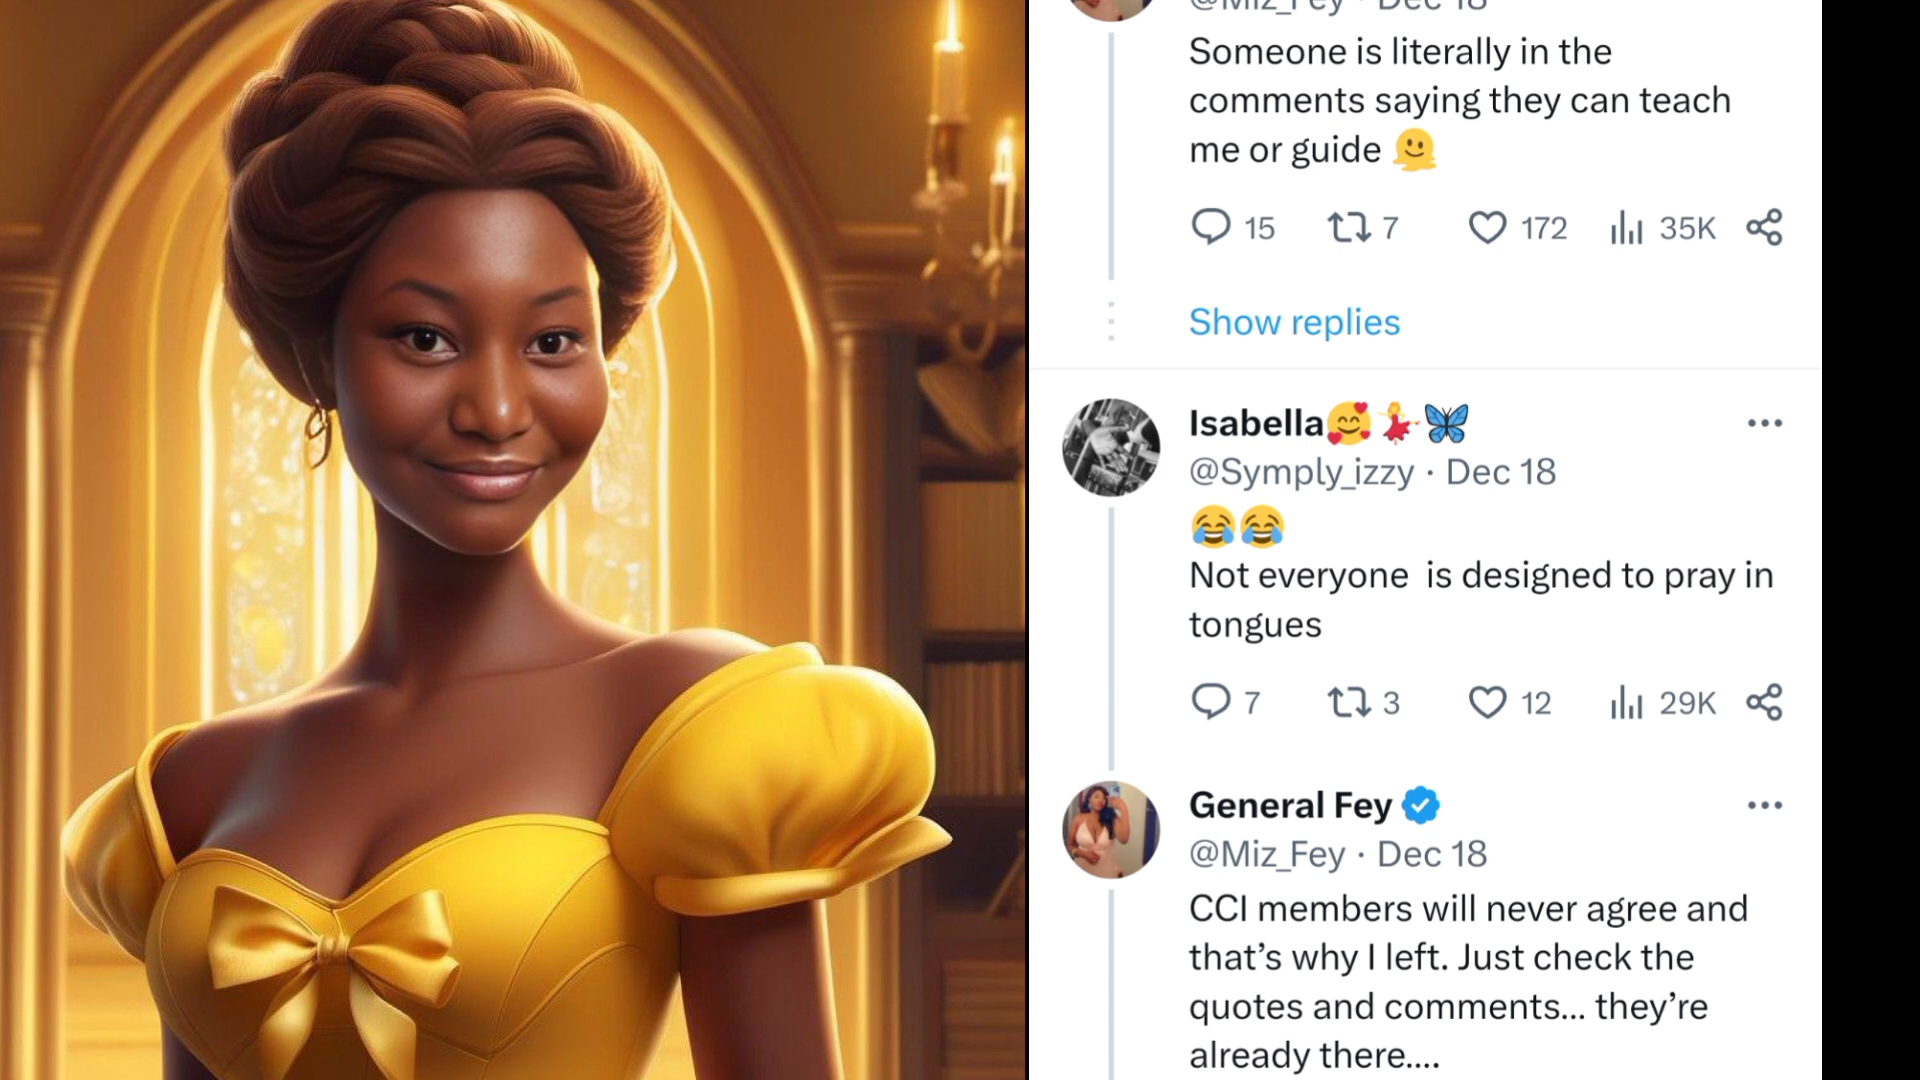 @Miz_Fey · Dec 18
Someone is literally in the
comments saying they can teach
me or guide 🫠
15 7 172 35K
Show replies
Isabella🥰💃🦋
@Symply_izzy · Dec 18
😂😂
Not everyone  is designed to pray in
tongues
7 3 12 29K
General Fey
@Miz_Fey · Dec 18
CCI members will never agree and
that’s why I left. Just check the
quotes and comments... they’re
already there....